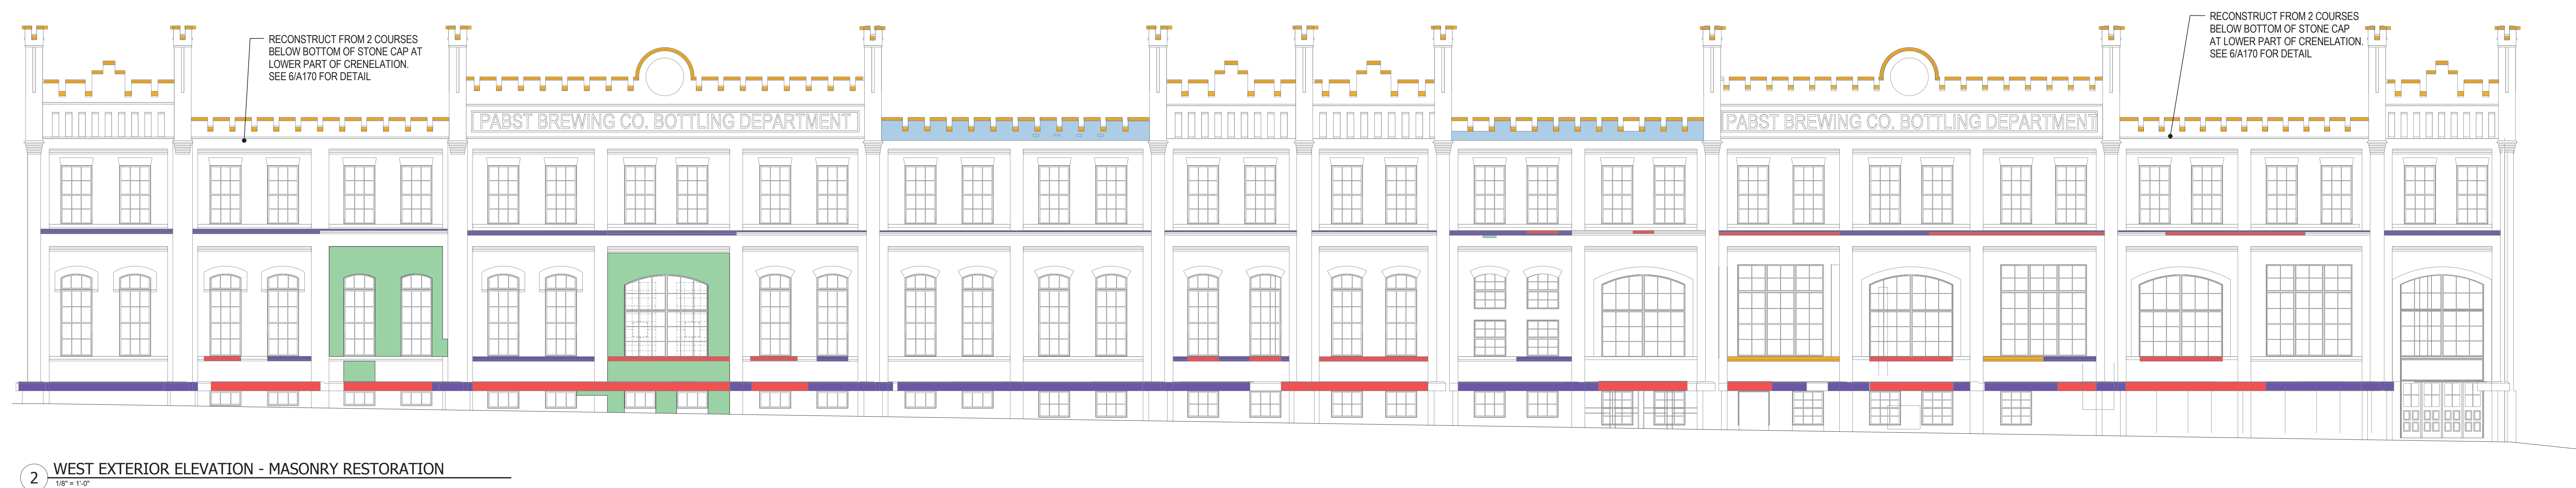 RECONSTRUCT FROM 2 COURSES
BELOW BOTTOM OF STONE CAP AT
LOWER PART OF CRENELATION.
SEE 6/A170 FOR DETAIL
RECONSTRUCT FROM 2 COURSES
BELOW BOTTOM OF STONE CAP
AT LOWER PART OF CRENELATION.
SEE 6/A170 FOR DETAIL
PABST BREWING CO. BOTTLING DEPARTMENT
PABST BREWING CO. BOTTLING DEPARTMENT
2 WEST EXTERIOR ELEVATION - MASONRY RESTORATION
1/8" = 1'-0"